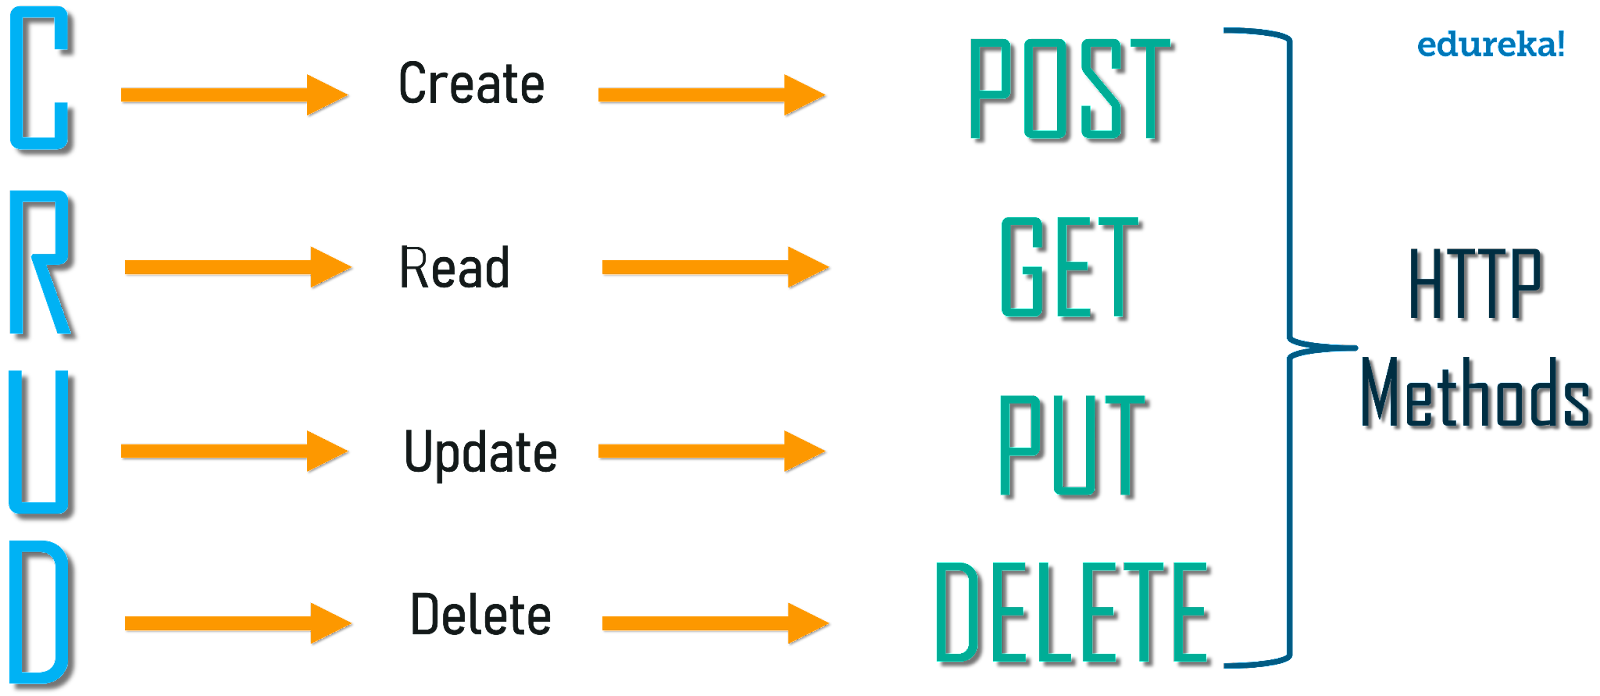 C Create POST
R Read GET
U Update PUT
D Delete DELETE
HTTP
Methods
edureka!